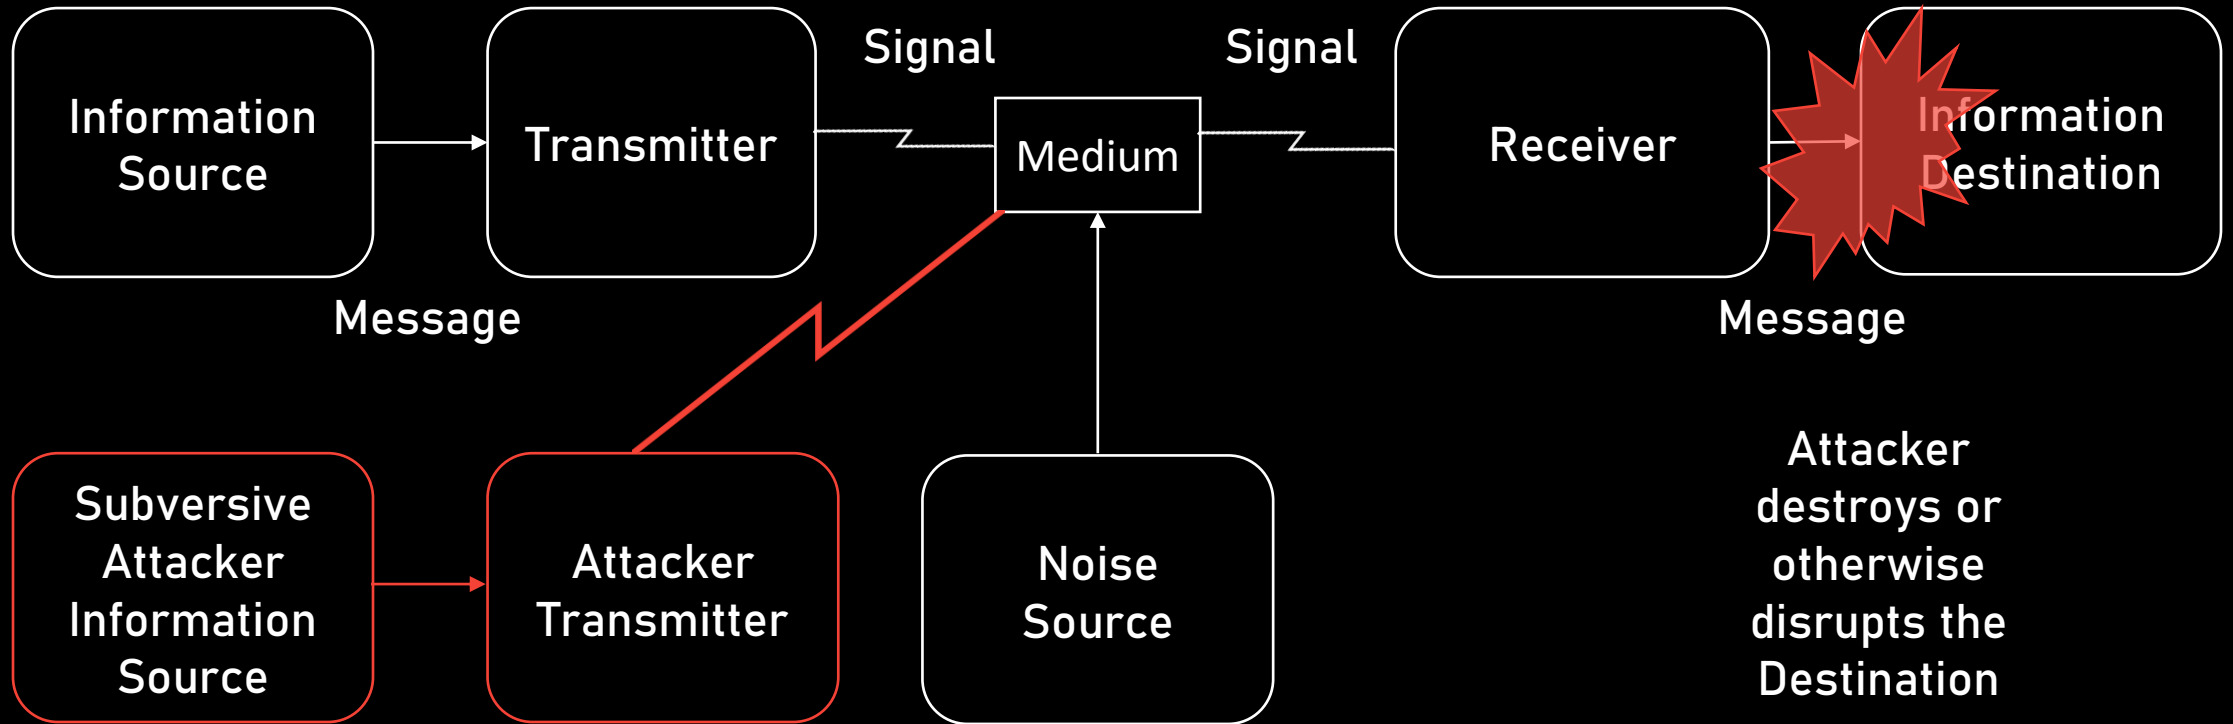 Information
Source
Transmitter
Signal
Medium
Signal
Receiver
Information
Destination
Message
Message
Subversive
Attacker
Information
Source
Attacker
Transmitter
Noise
Source
Attacker
destroys or
otherwise
disrupts the
Destination